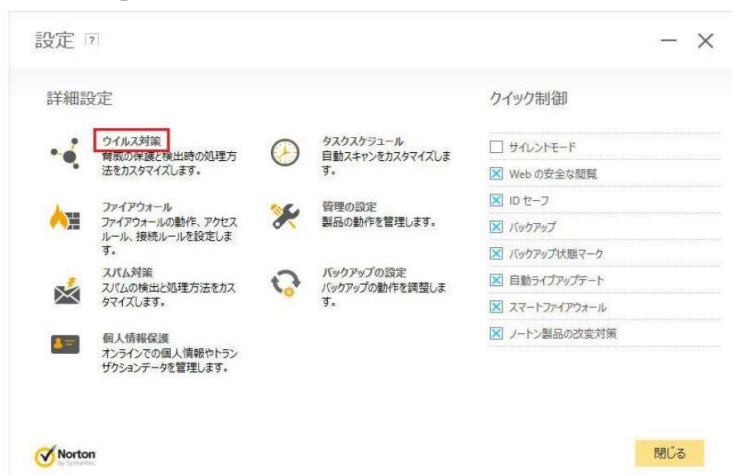 設定 ?
詳細設定
ウイルス対策
脅威の保護と検出時の処理方
法をカスタマイズします。
ファイアウォール
ファイアウォールの動作、アクセス
ルール、接続ルールを設定しま
す。
スパム対策
スパムの検出と処理方法をカス
タマイズします。
個人情報保護
オンラインでの個人情報やトラン
ザクションデータを管理します。
タスクスケジュール
自動スキャンをカスタマイズしま
す。
管理の設定
製品の動作を管理します。
バックアップの設定
バックアップの動作を調整しま
す。
クイック制御
サイレントモード
Web の安全な閲覧
ID セーフ
バックアップ
バックアップ状態マーク
自動ライブアップデート
スマートファイアウォール
ノートン製品の改変対策
Norton
by Symantec
閉じる